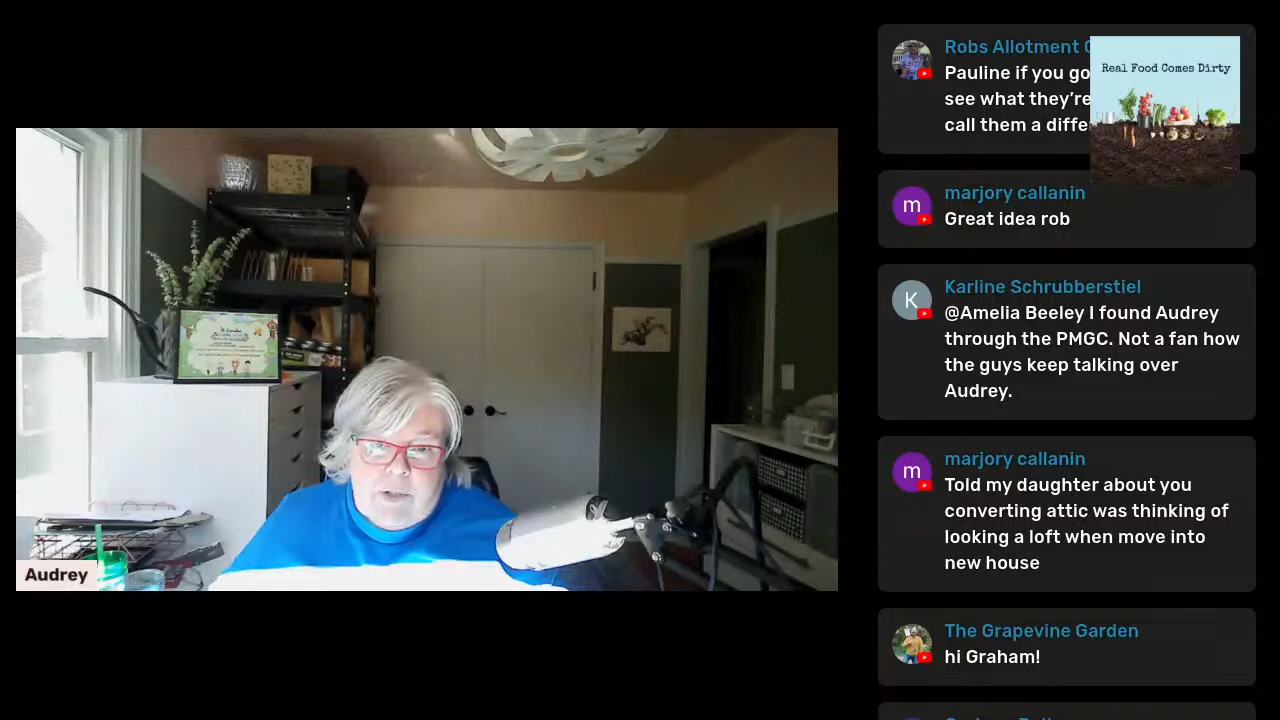 Robs Allotment
Pauline if you go
see what they're
call them a diffe
Real Food Comes Dirty
marjory callanin
Great idea rob
Karline Schrubberstiel
@Amelia Beeley I found Audrey
through the PMGC. Not a fan how
the guys keep talking over
Audrey.
marjory callanin
Told my daughter about you
converting attic was thinking of
looking a loft when move into
new house
The Grapevine Garden
hi Graham!
Audrey
m
K
m